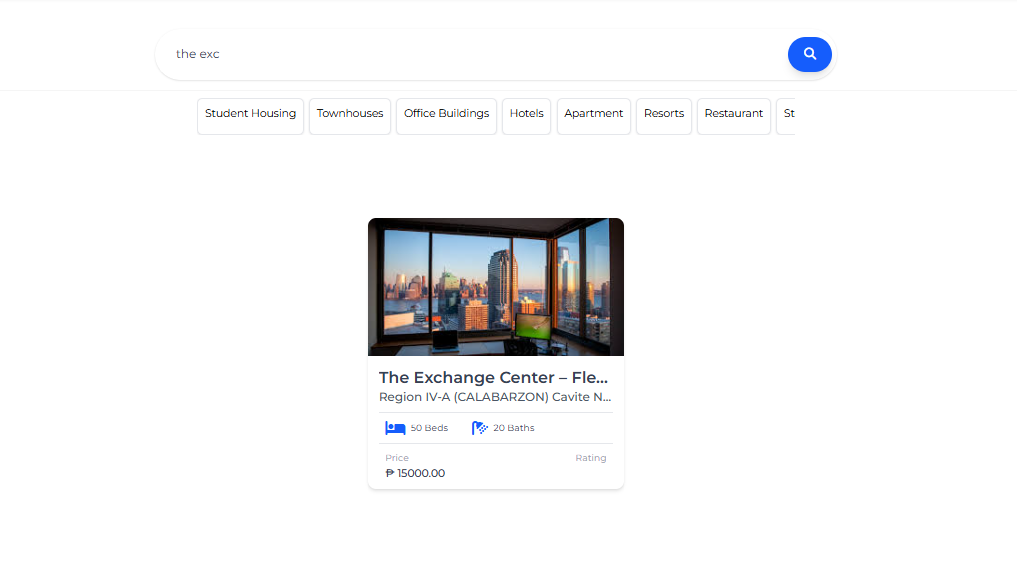 the exc
Student Housing Townhouses Office Buildings Hotels Apartment Resorts Restaurant St
The Exchange Center – Fle...
Region IV-A (CALABARZON) Cavite N...
50 Beds 20 Baths
Price Rating
₱ 15000.00